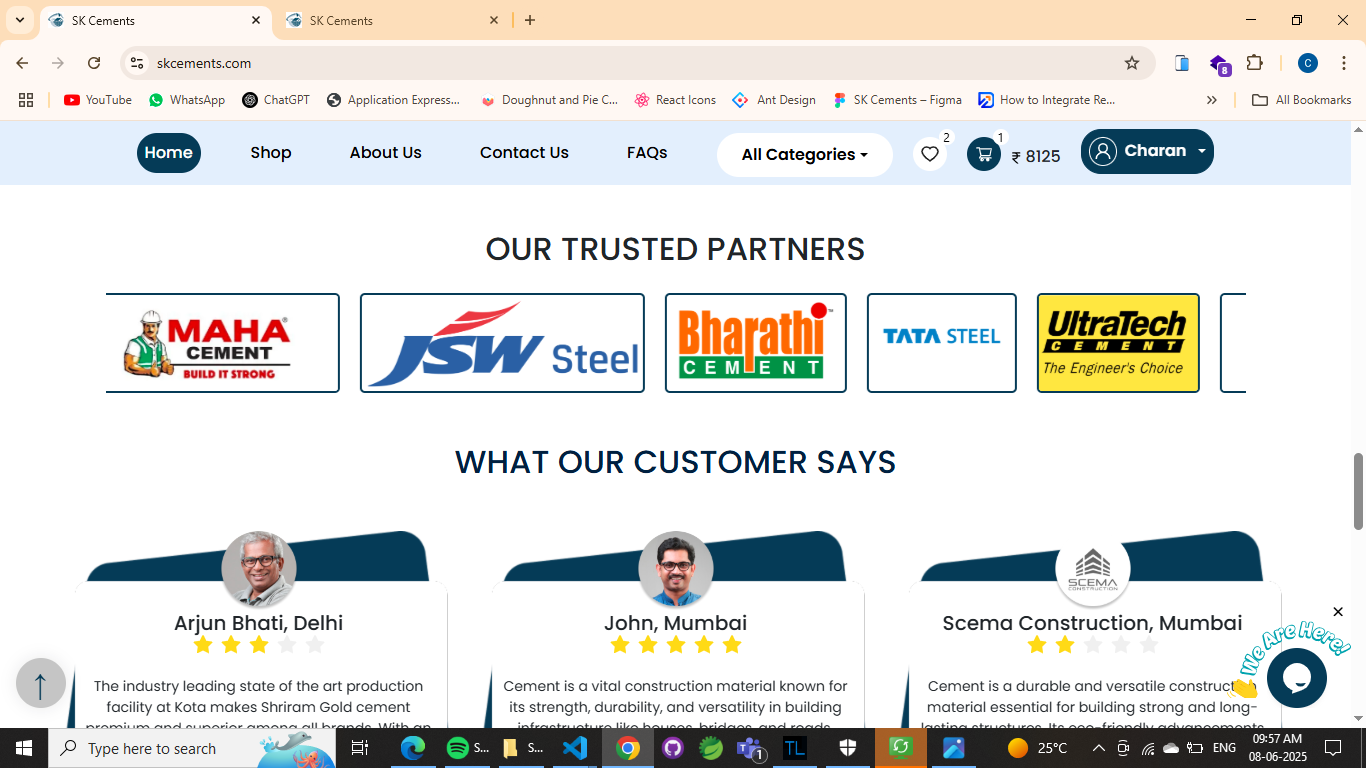 SK Cements
SK Cements
skcements.com
8
C
YouTube WhatsApp ChatGPT Application Express... Doughnut and Pie C... React Icons Ant Design SK Cements – Figma How to Integrate Re... All Bookmarks
Home Shop About Us Contact Us FAQs All Categories 2 1 ₹ 8125 Charan
OUR TRUSTED PARTNERS
MAHA
CEMENT
BUILD IT STRONG
JSW Steel
Bharathi
CEMENT
TATA STEEL
UltraTech
CEMENT
The Engineer's Choice
WHAT OUR CUSTOMER SAYS
Arjun Bhati, Delhi
The industry leading state of the art production
facility at Kota makes Shriram Gold cement
premium and superior among all brands. With an
John, Mumbai
Cement is a vital construction material known for
its strength, durability, and versatility in building
infrastructure like houses, bridges, and roads.
SCEMA
CONSTRUCTION
Scema Construction, Mumbai
Cement is a durable and versatile construction
material essential for building strong and long-
lasting structures. Its eco-friendly advancements
We Are Here!
Type here to search
S...
S...
1
TL
25°C
ENG
09:57 AM
08-06-2025